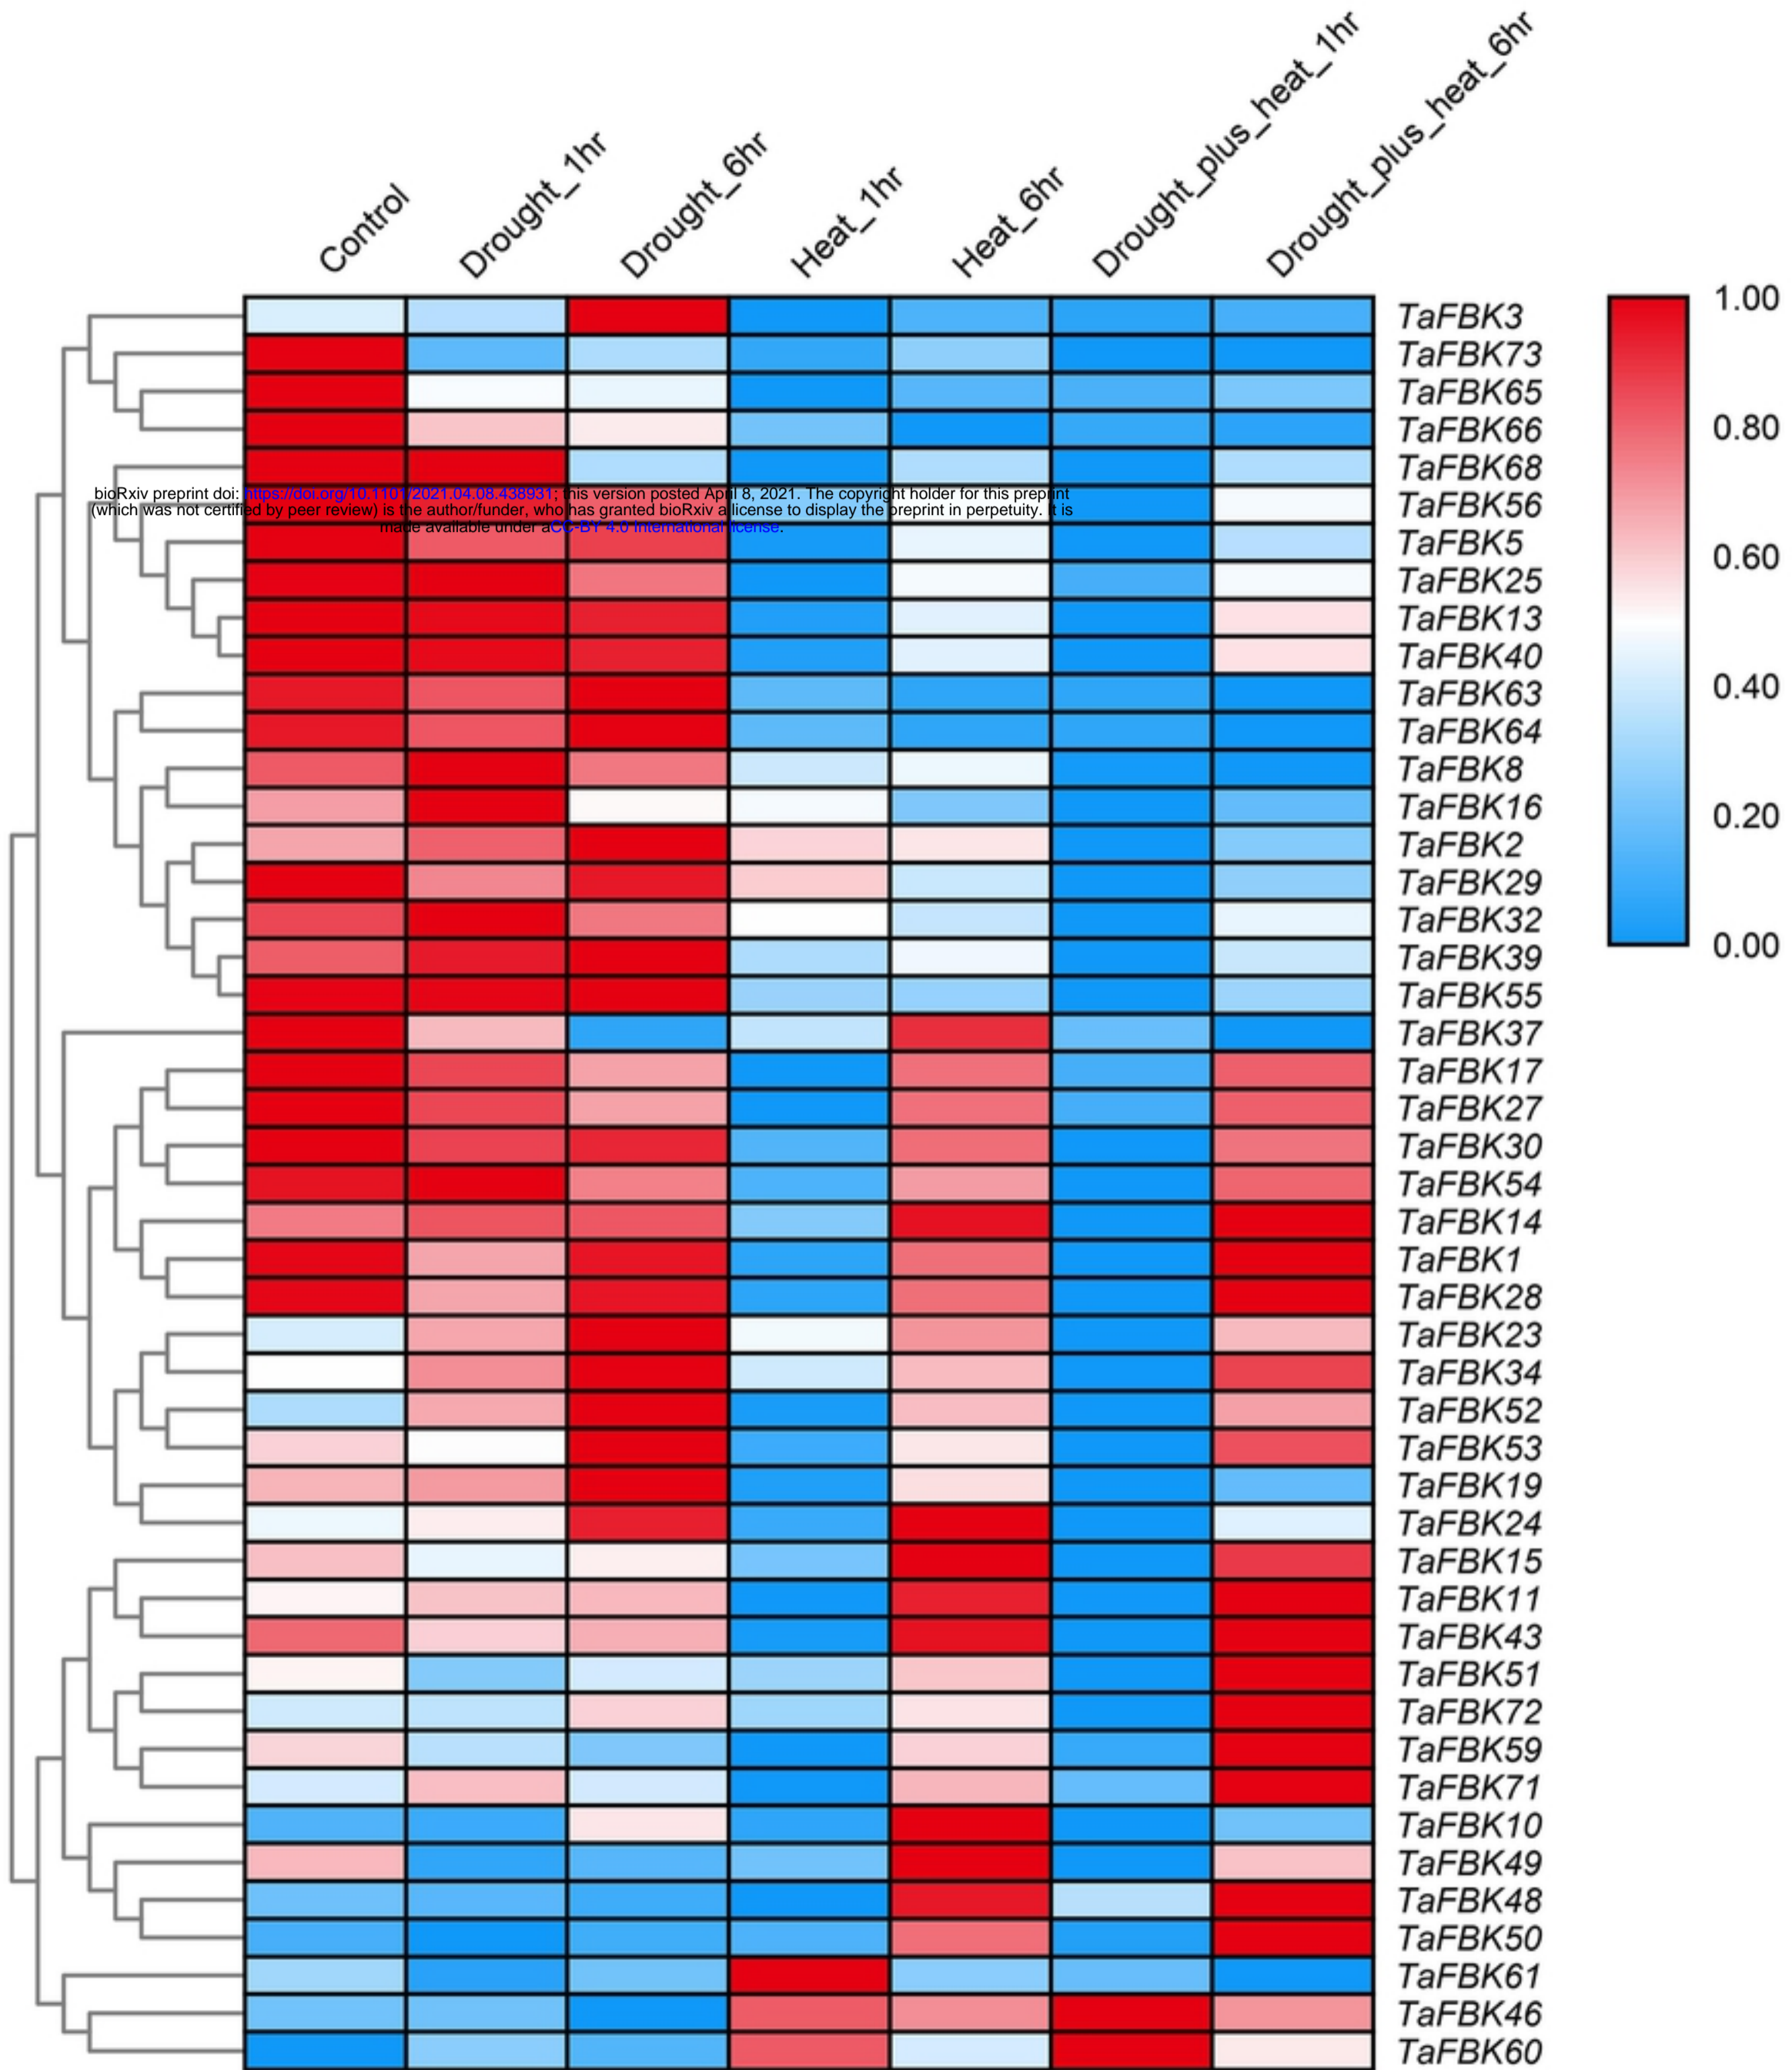 Control
Drought_1hr
Drought_6hr
Heat_1hr
Heat_6hr
Drought_plus_heat_1hr
Drought_plus_heat_6hr
1.00
0.80
0.60
0.40
0.20
0.00
TaFBK3
TaFBK73
TaFBK65
TaFBK66
TaFBK68
bioRxiv preprint doi: https://doi.org/10.1101/2021.04.08.438931; this version posted April 8, 2021. The copyright holder for this preprint
(which was not certified by peer review) is the author/funder, who has granted bioRxiv a license to display the preprint in perpetuity. It is
made available under aCC-BY 4.0 International license.
TaFBK56
TaFBK5
TaFBK25
TaFBK13
TaFBK40
TaFBK63
TaFBK64
TaFBK8
TaFBK16
TaFBK2
TaFBK29
TaFBK32
TaFBK39
TaFBK55
TaFBK37
TaFBK17
TaFBK27
TaFBK30
TaFBK54
TaFBK14
TaFBK1
TaFBK28
TaFBK23
TaFBK34
TaFBK52
TaFBK53
TaFBK19
TaFBK24
TaFBK15
TaFBK11
TaFBK43
TaFBK51
TaFBK72
TaFBK59
TaFBK71
TaFBK10
TaFBK49
TaFBK48
TaFBK50
TaFBK61
TaFBK46
TaFBK60